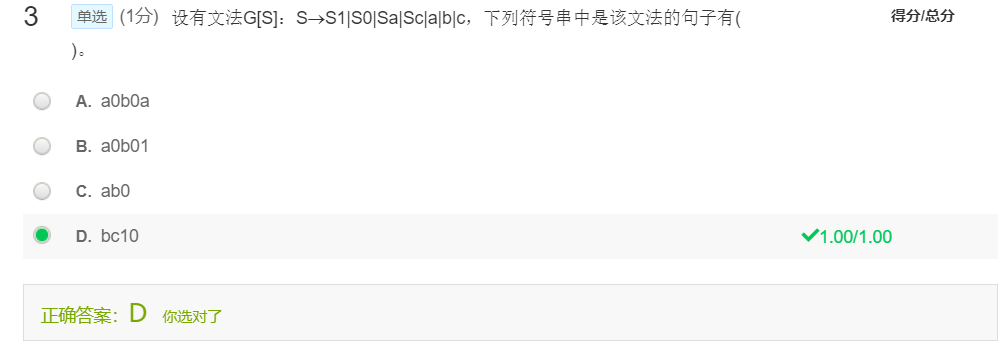 3 单选 (1分) 设有文法G[S]：S→S1|S0|Sa|Sc|a|b|c，下列符号串中是该文法的句子有( 得分/总分
)。
A. a0b0a
B. a0b01
C. ab0
D. bc10 1.00/1.00
正确答案：D 你选对了